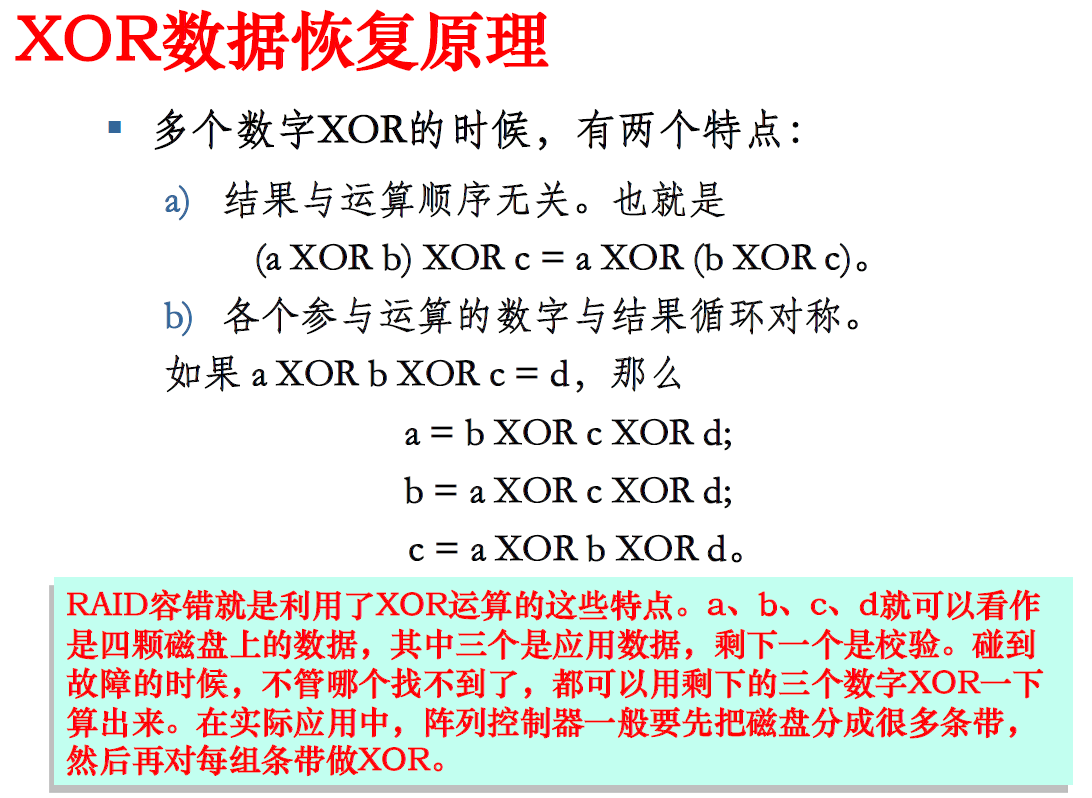 XOR数据恢复原理
▪ 多个数字XOR的时候，有两个特点：
a) 结果与运算顺序无关。也就是
(a XOR b) XOR c = a XOR (b XOR c)。
b) 各个参与运算的数字与结果循环对称。
如果 a XOR b XOR c = d，那么
a = b XOR c XOR d;
b = a XOR c XOR d;
c = a XOR b XOR d。
RAID容错就是利用了XOR运算的这些特点。a、b、c、d就可以看作
是四颗磁盘上的数据，其中三个是应用数据，剩下一个是校验。碰到
故障的时候，不管哪个找不到了，都可以用剩下的三个数字XOR一下
算出来。在实际应用中，阵列控制器一般要先把磁盘分成很多条带，
然后再对每组条带做XOR。